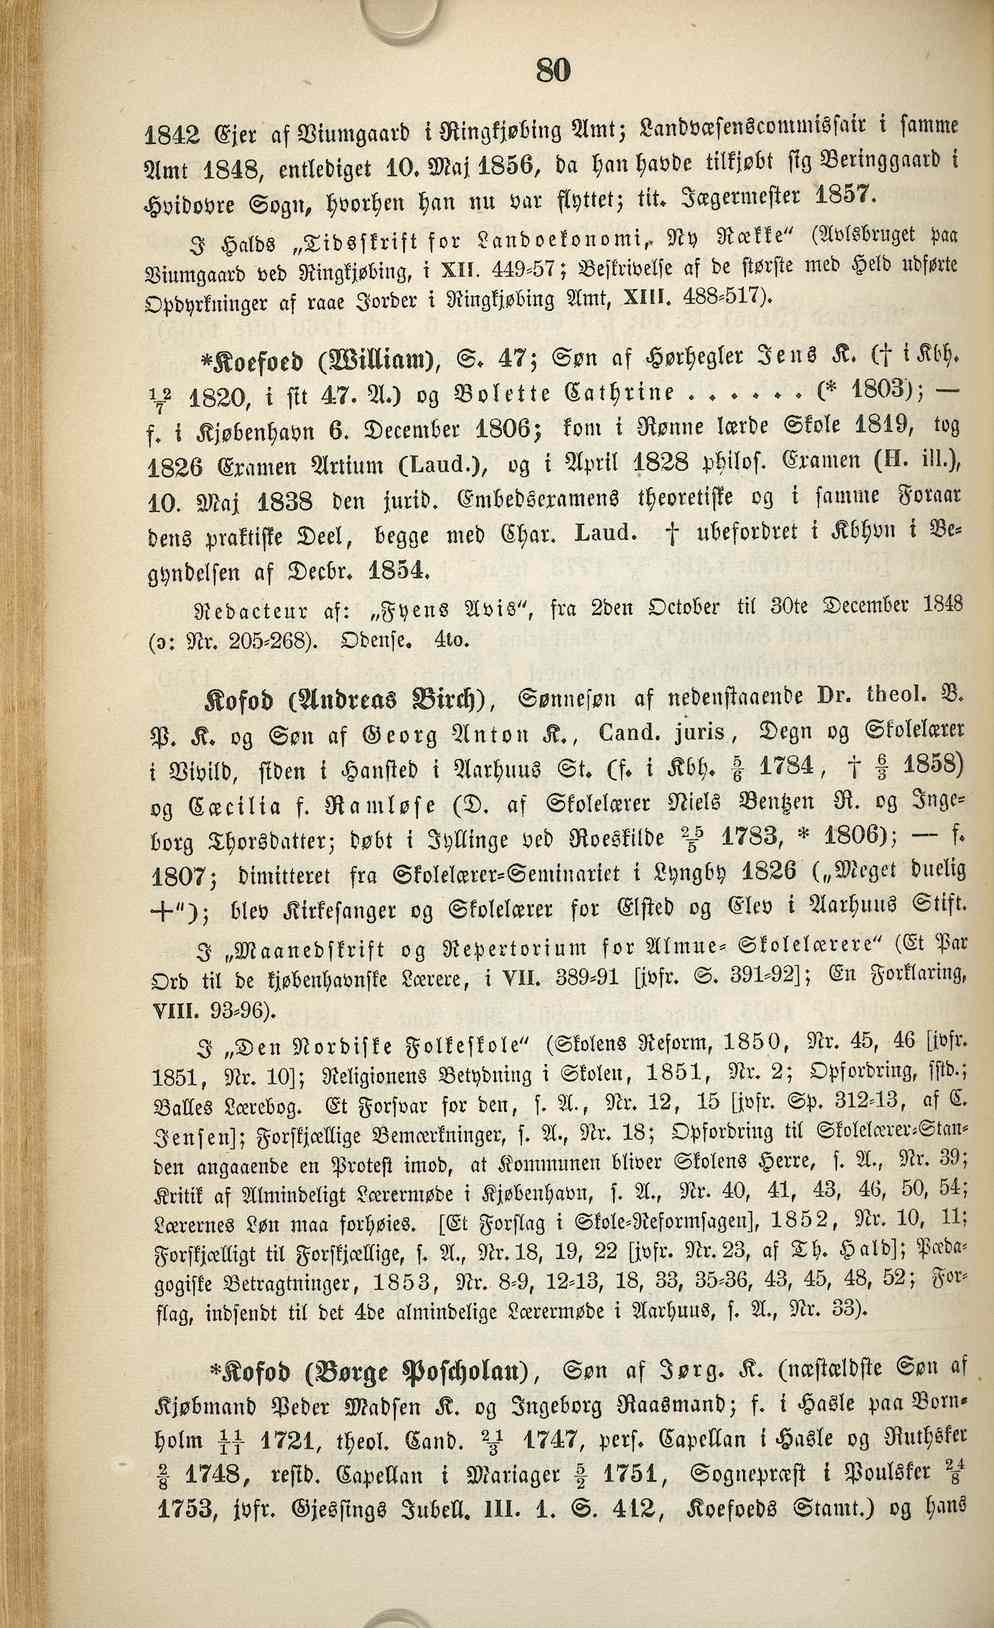 80
1842 Ejer af Viumgaard i Ringkjøbing Amt; Landvæsenscommissair i samme
Amt 1848, entlediget 10. Maj 1856, da han havde tilkjøbt sig Beringgaard i
Hvidovre Sogn, hvorhen han nu var flyttet; tit. Jægermester 1857.
I Halds „Tidsskrift for Landoekonomi, Ny Række“ (Avlsbruget paa
Viumgaard ved Ringkjøbing, i XII. 449-57; Beskrivelse af de største med Held udførte
Opdyrkninger af raae Jorder i Ringkjøbing Amt, XIII. 488-517).
*Koefoed (William), S. 47; Søn af Hørhegler Jens K. († i Kbh.
12/7 1820, i sit 47. A.) og Bolette Cathrine . . . . . . (* 1803); —
f. i Kjøbenhavn 6. December 1806; kom i Rønne lærde Skole 1819, tog
1826 Examen Artium (Laud.), og i April 1828 philos. Examen (H. ill.),
10. Maj 1838 den jurid. Embedsexamens theoretiske og i samme Foraar
dens praktiske Deel, begge med Char. Laud. † ubefordret i Kbhvn i Be-
gyndelsen af Decbr. 1854.
Redacteur af: „Fyens Avis“, fra 2den October til 30te December 1848
(ɔ: Nr. 205-268). Odense. 4to.
Kofod (Andreas Birch), Sønnesøn af nedenstaaende Dr. theol. B.
P. K. og Søn af Georg Anton K., Cand. juris, Degn og Skolelærer
i Vivild, siden i Hansted i Aarhuus St. (f. i Kbh. 5/6 1784, † 6/3 1858)
og Cæcilia f. Ramløse (D. af Skolelærer Niels Bentzen R. og Inge-
borg Thorsdatter; døbt i Jyllinge ved Roeskilde 25/5 1783, * 1806); — f.
1807; dimitteret fra Skolelærer-Seminariet i Lyngby 1826 („Meget duelig
+“); blev Kirkesanger og Skolelærer for Elsted og Elev i Aarhuus Stift.
I „Maanedskrift og Repertorium for Almue- Skolelærere“ (Et Par
Ord til de kjøbenhavnske Lærere, i VII. 389-91 [jvfr. S. 391-92]; En Forklaring,
VIII. 93-96).
I „Den Nordiske Folkeskole“ (Skolens Reform, 1850, Nr. 45, 46 [jvfr.
1851, Nr. 10]; Religionens Betydning i Skolen, 1851, Nr. 2; Opfordring, sstd.;
Balles Lærebog. Et Forsvar for den, s. A., Nr. 12, 15 [jvfr. Sp. 312-13, af C.
Jensen]; Forskjællige Bemærkninger, s. A., Nr. 18; Opfordring til Skolelærer-Stan-
den angaaende en Protest imod, at Kommunen bliver Skolens Herre, s. A., Nr. 39;
Kritik af Almindeligt Lærermøde i Kjøbenhavn, s. A., Nr. 40, 41, 43, 46, 50, 54;
Lærernes Løn maa forhøies. [Et Forslag i Skole-Reformsagen], 1852, Nr. 10, 11;
Forskjælligt til Forskjællige, s. A., Nr. 18, 19, 22 [jvfr. Nr. 23, af Th. Hald]; Pæda-
gogiske Betragtninger, 1853, Nr. 8-9, 12-13, 18, 33, 35-36, 43, 45, 48, 52; For-
slag, indsendt til det 4de almindelige Lærermøde i Aarhuus, s. A., Nr. 33).
*Kofod (Børge Poscholan), Søn af Jørg. K. (næstældste Søn af
Kjøbmand Peder Madsen K. og Ingeborg Raasmand; f. i Hasle paa Born-
holm 11/11 1721, theol. Cand. 21/3 1747, pers. Capellan i Hasle og Ruthsker
2/8 1748, resid. Capellan i Mariager 5/2 1751, Sognepræst i Poulsker 24/8
1753, jvfr. Gjessings Jubell. III. 1. S. 412, Koefoeds Stamt.) og hans